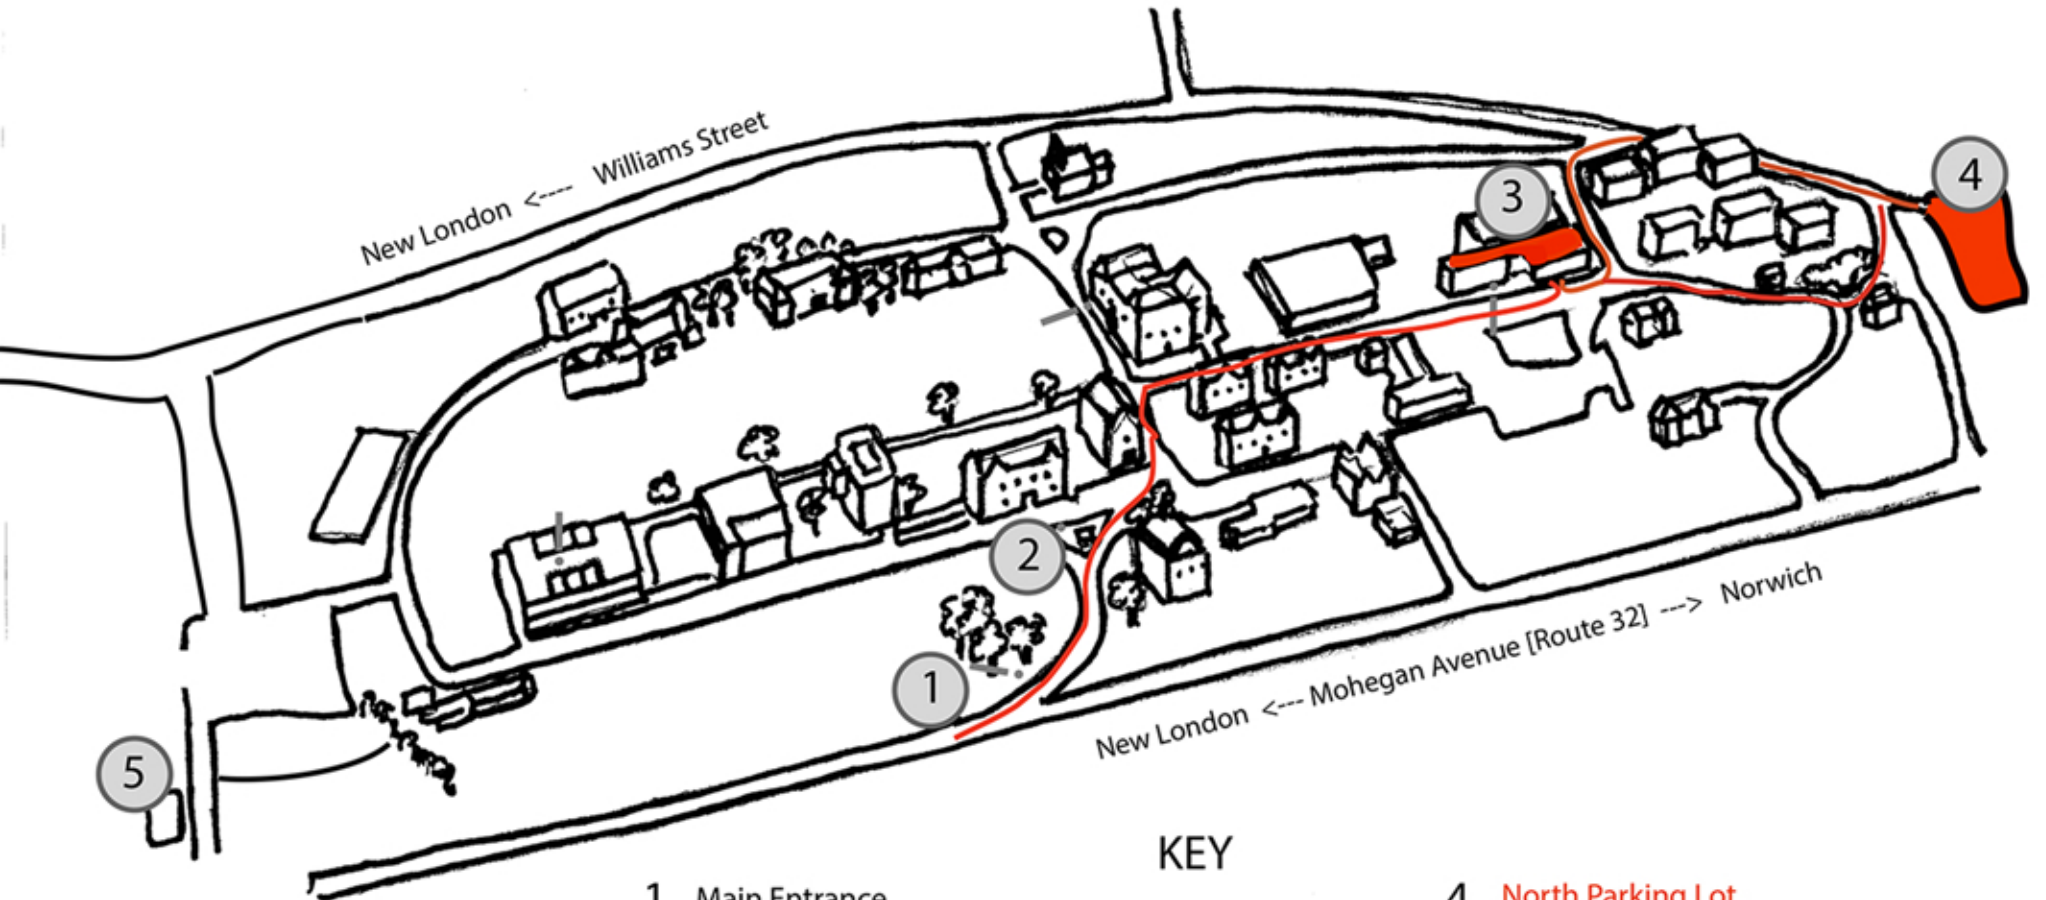 New London <---- Williams Street
3
4
2
1
New London <--- Mohegan Avenue [Route 32] ---> Norwich
5
KEY
1 Main Entrance
4 North Parking Lot